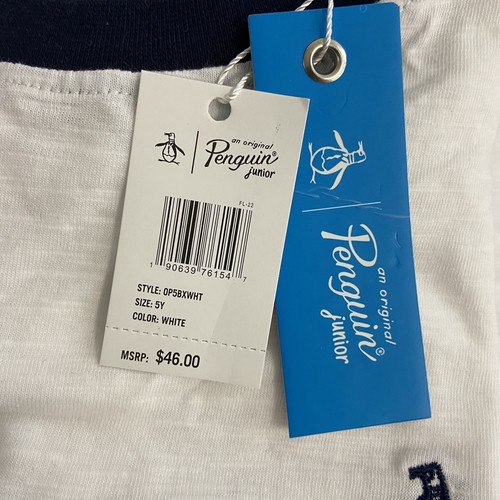 an original
Penguin®
junior
FL-22
1 90639 76154 7
STYLE: OP5BXWHT
SIZE: 5Y
COLOR: WHITE
MSRP: $46.00
an original
Penguin®
junior